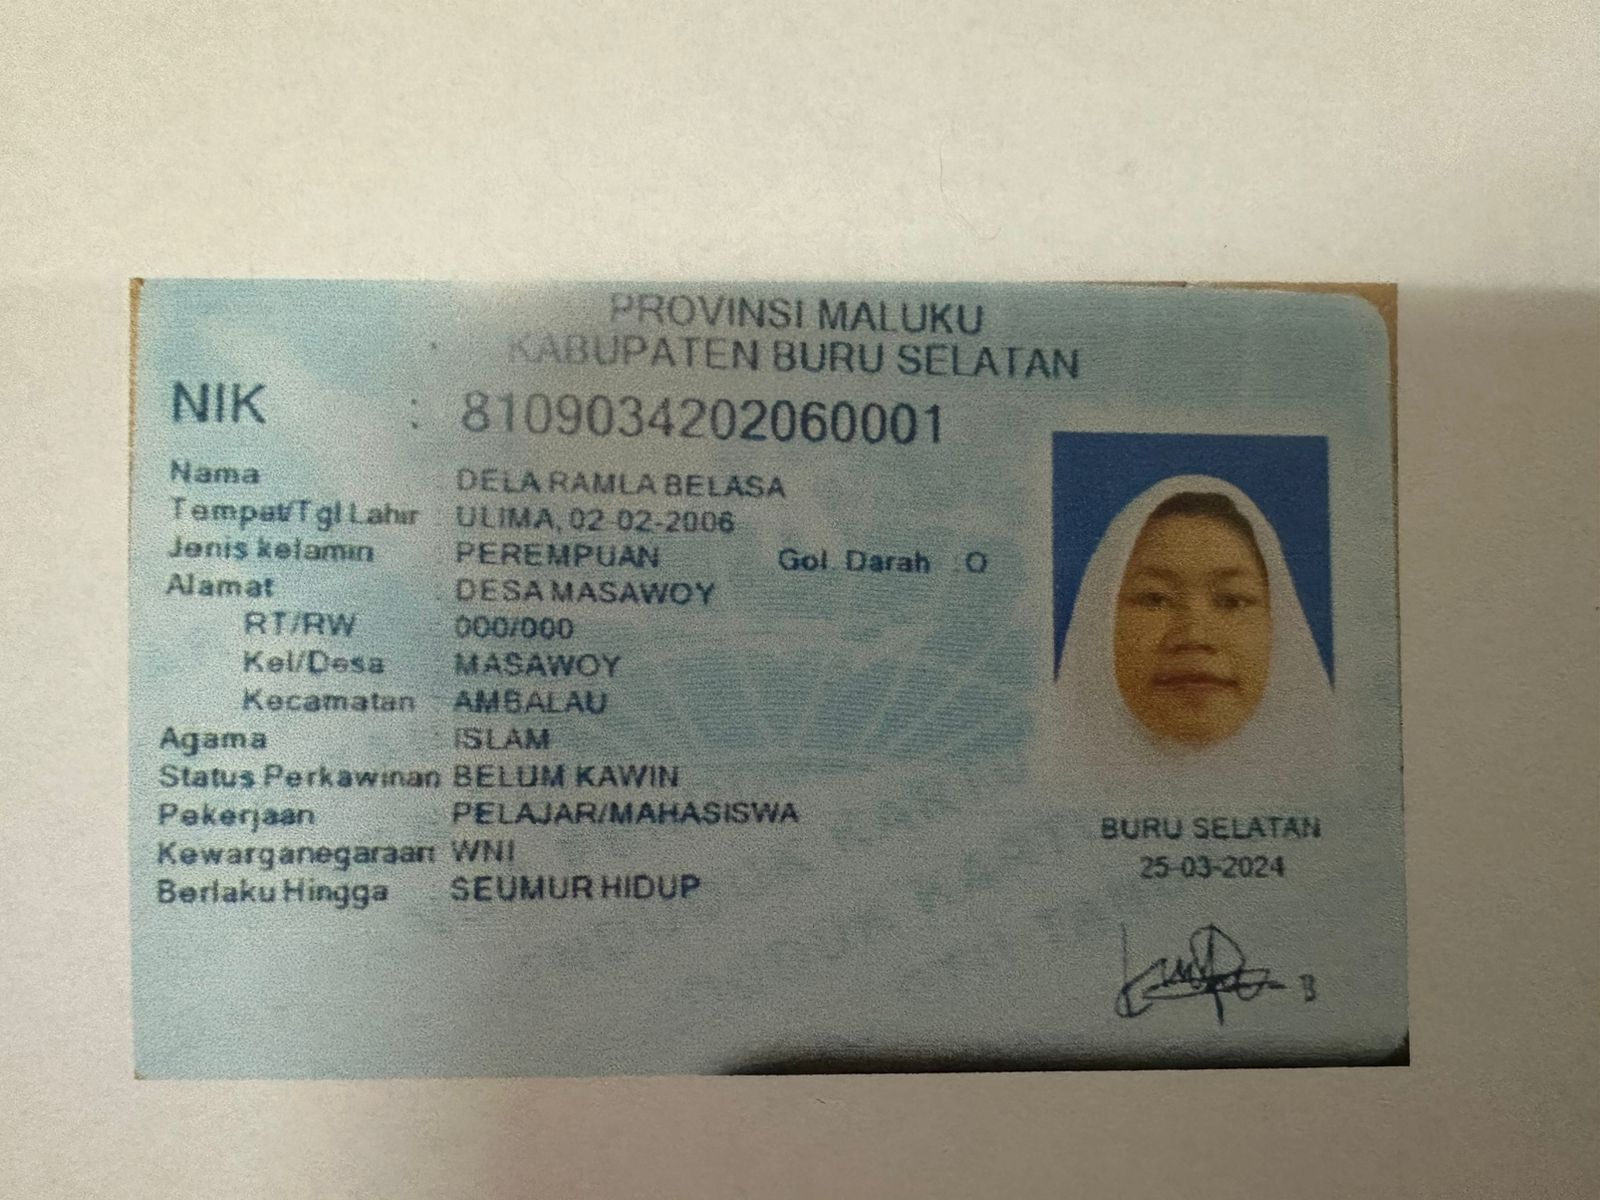 PROVINSI MALUKU
KABUPATEN BURU SELATAN
NIK : 8109034202060001
Nama : DELA RAMLA BELASA
Tempat/Tgl Lahir : ULIMA, 02-02-2006
Jenis kelamin : PEREMPUAN Gol. Darah O
Alamat : DESA MASAWOY
RT/RW : 000/000
Kel/Desa : MASAWOY
Kecamatan : AMBALAU
Agama : ISLAM
Status Perkawinan BELUM KAWIN
Pekerjaan : PELAJAR/MAHASISWA
Kewarganegaraan WNI
Berlaku Hingga : SEUMUR HIDUP
BURU SELATAN
25-03-2024